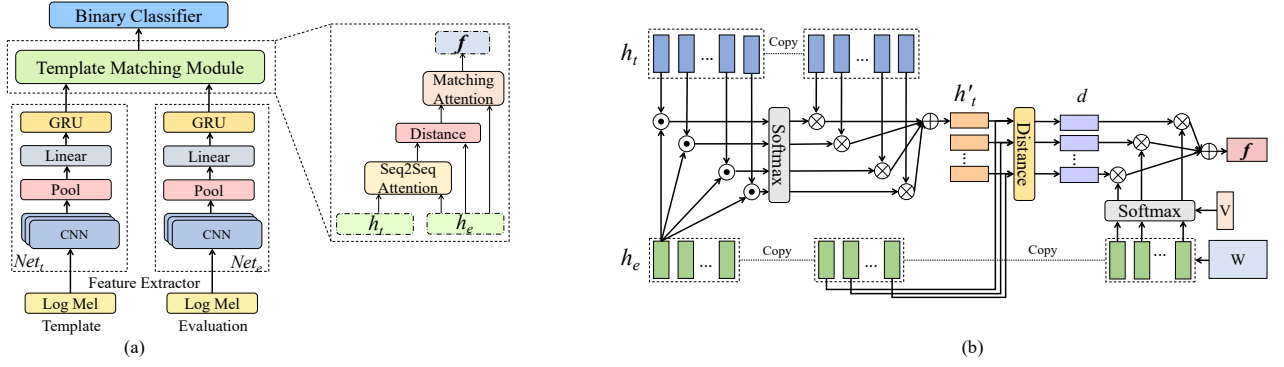 Binary Classifier
Template Matching Module
GRU
GRU
Linear
Linear
Pool
Pool
CNN
CNN
Net_t
Net_e
Feature Extractor
Log Mel
Log Mel
Template
Evaluation
(a)
f
Matching
Attention
Distance
Seq2Seq
Attention
h_t
h_e
h_t
...
Copy
...
Softmax
h'_t
...
Distance
d
...
f
Softmax
V
h_e
...
Copy
...
Copy
...
W
(b)